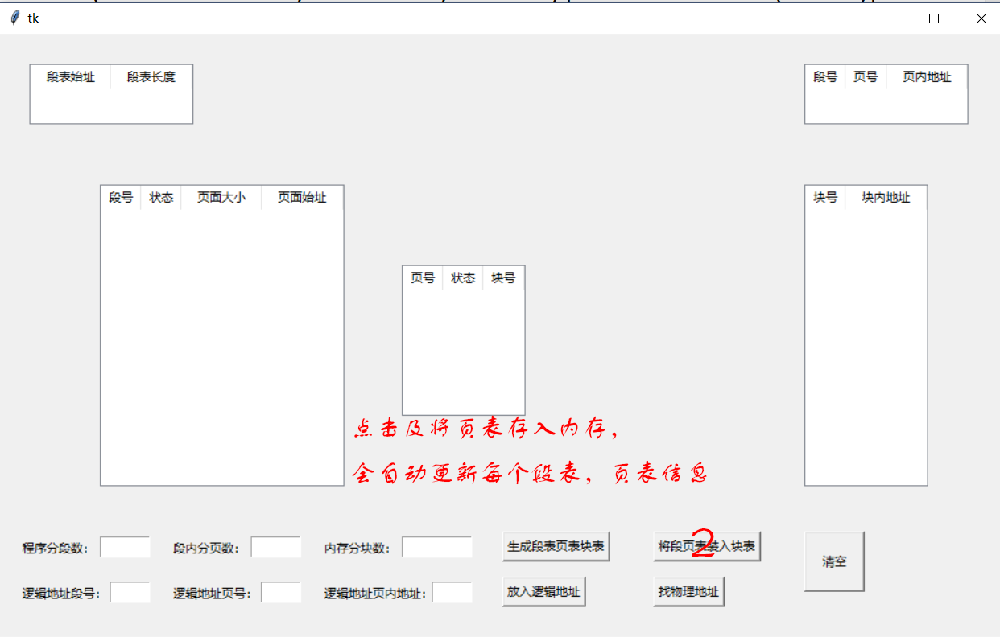 tk
段表始址 段表长度
段号 页号 页内地址
段号 状态 页面大小 页面始址
块号 块内地址
页号 状态 块号
点击及将页表存入内存，
会自动更新每个段表，页表信息
程序分段数： 段内分页数： 内存分块数： 生成段表页表块表 将段页表装入块表 2 清空
逻辑地址段号： 逻辑地址页号： 逻辑地址页内地址： 放入逻辑地址 找物理地址